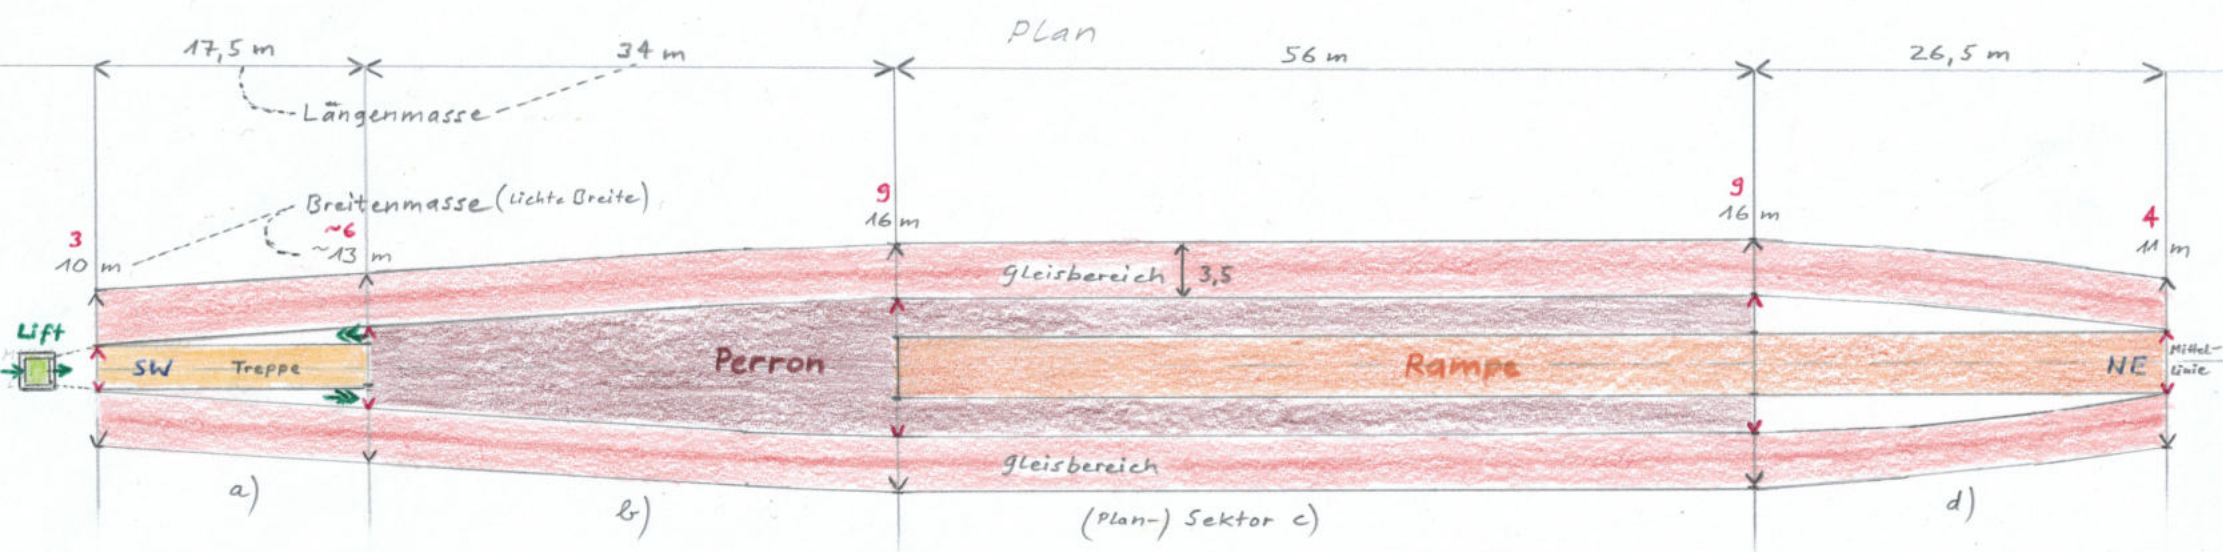 Plan
17,5 m
34 m
56 m
26,5 m
Längenmasse
Breitenmasse (lichte Breite)
3
10 m
~6
~13 m
9
16 m
9
16 m
4
11 m
gleisbereich 3,5
Lift
SW Treppe
Perron
Rampe
NE
Mittel-
linie
gleisbereich
a)
b)
(Plan-) Sektor c)
d)